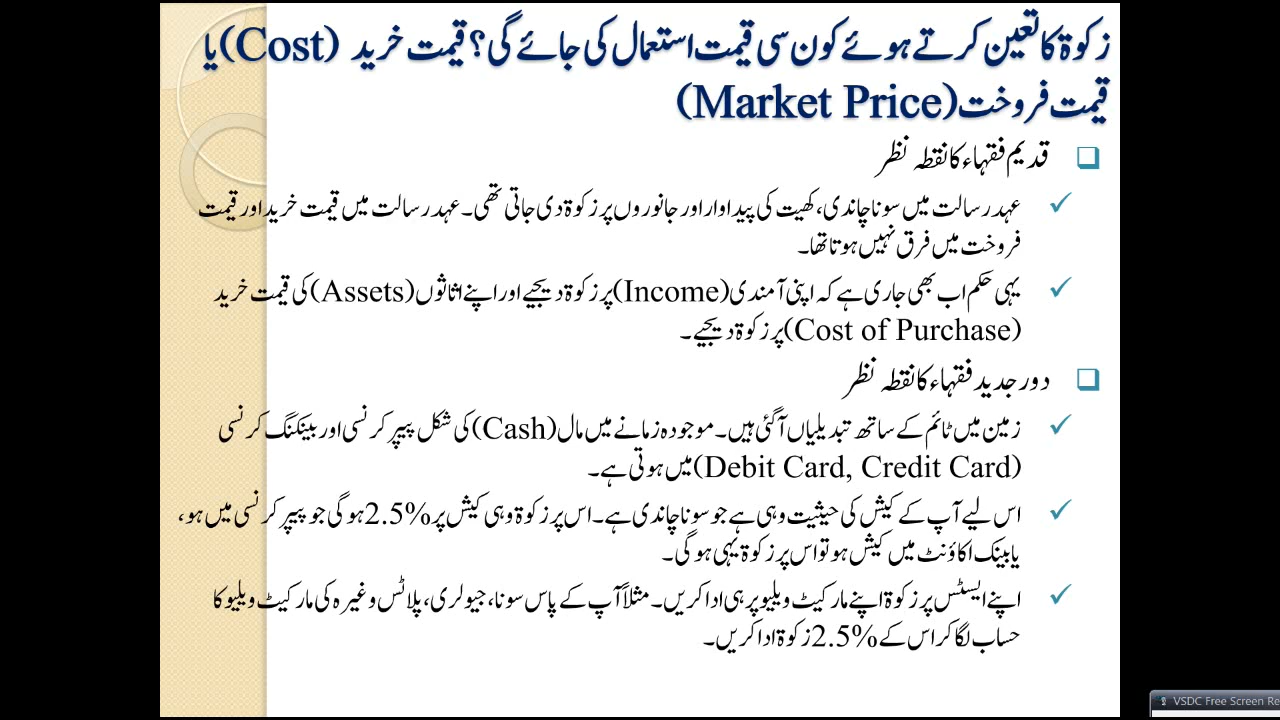 زکوۃ کا تعین کرتے ہوئے کون سی قیمت استعمال کی جائے گی؟ قیمت خرید (Cost) یا
قیمت فروخت (Market Price)
قدیم فقہاء کا نقطہ نظر
عہد رسالت میں سونا چاندی، کھیت کی پیداوار اور جانوروں پر زکوۃ دی جاتی تھی۔ عہد رسالت میں قیمت خرید اور قیمت
فروخت میں فرق نہیں ہوتا تھا۔
یہی حکم اب بھی جاری ہے کہ اپنی آمندی (Income) پر زکوۃ دیجیے اور اپنے اثاثوں (Assets) کی قیمت خرید
(Cost of Purchase) پر زکوۃ دیجیے۔
دور جدید فقہاء کا نقطہ نظر
زمین میں ٹائم کے ساتھ تبدیلیاں آ گئی ہیں۔ موجودہ زمانے میں مال (Cash) کی شکل پیپر کرنسی اور بینکنگ کرنسی
(Debit Card, Credit Card) میں ہوتی ہے۔
اس لیے آپ کے کیش کی حیثیت وہی ہے جو سونا چاندی ہے۔ اس پر زکوۃ وہی کیش پر 2.5% ہو گی جو پیپر کرنسی میں ہو،
یا بینک اکاؤنٹ میں کیش ہو تو اس پر زکوۃ یہی ہو گی۔
اپنے ایسٹس پر زکوۃ اپنے مارکیٹ ویلیو پر ہی ادا کریں۔ مثلاً آپ کے پاس سونا، جیولری، پلاٹس وغیرہ کی مارکیٹ ویلیو کا
حساب لگا کر اس کے 2.5% زکوۃ ادا کریں۔
VSDC Free Screen Re